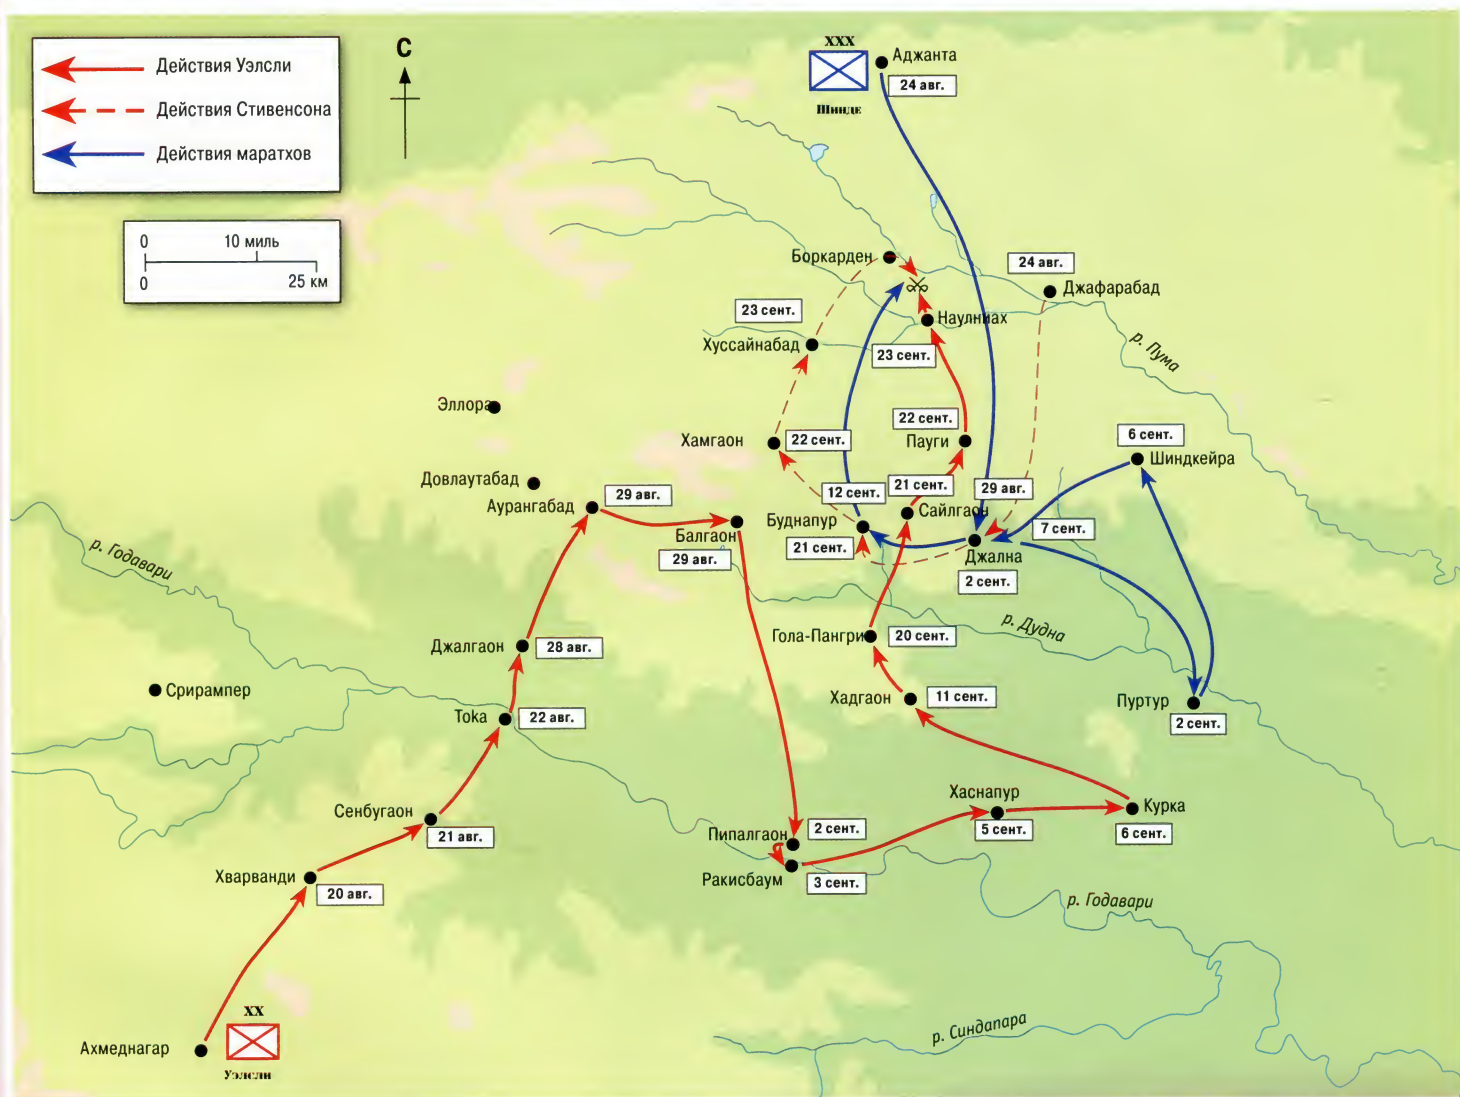 Действия Уэлсли
Действия Стивенсона
Действия маратхов
С
0 10 миль
0 25 км
XXX
Шинде
Аджанта
24 авг.
Боркарден
24 авг.
Джафарабад
23 сент.
Хуссайнабад
Наулниах
23 сент.
р. Пума
Эллора
22 сент.
Пауги
Хамгаон
22 сент.
6 сент.
Шиндкейра
Довлаутабад
Аурангабад
29 авг.
12 сент.
21 сент.
29 авг.
Сайлгаон
Буднапур
21 сент.
7 сент.
Джална
2 сент.
Балгаон
29 авг.
р. Годавари
р. Дудна
Гола-Пангри
20 сент.
Джалгаон
28 авг.
Срирампер
Хадгаон
11 сент.
Пуртур
2 сент.
Toka
22 авг.
Сенбугаон
21 авг.
Хаснапур
5 сент.
Курка
6 сент.
Пипалгаон
2 сент.
Ракисбаум
3 сент.
Хварванди
20 авг.
р. Годавари
р. Синдапара
XX
Ахмеднагар
Уэлсли